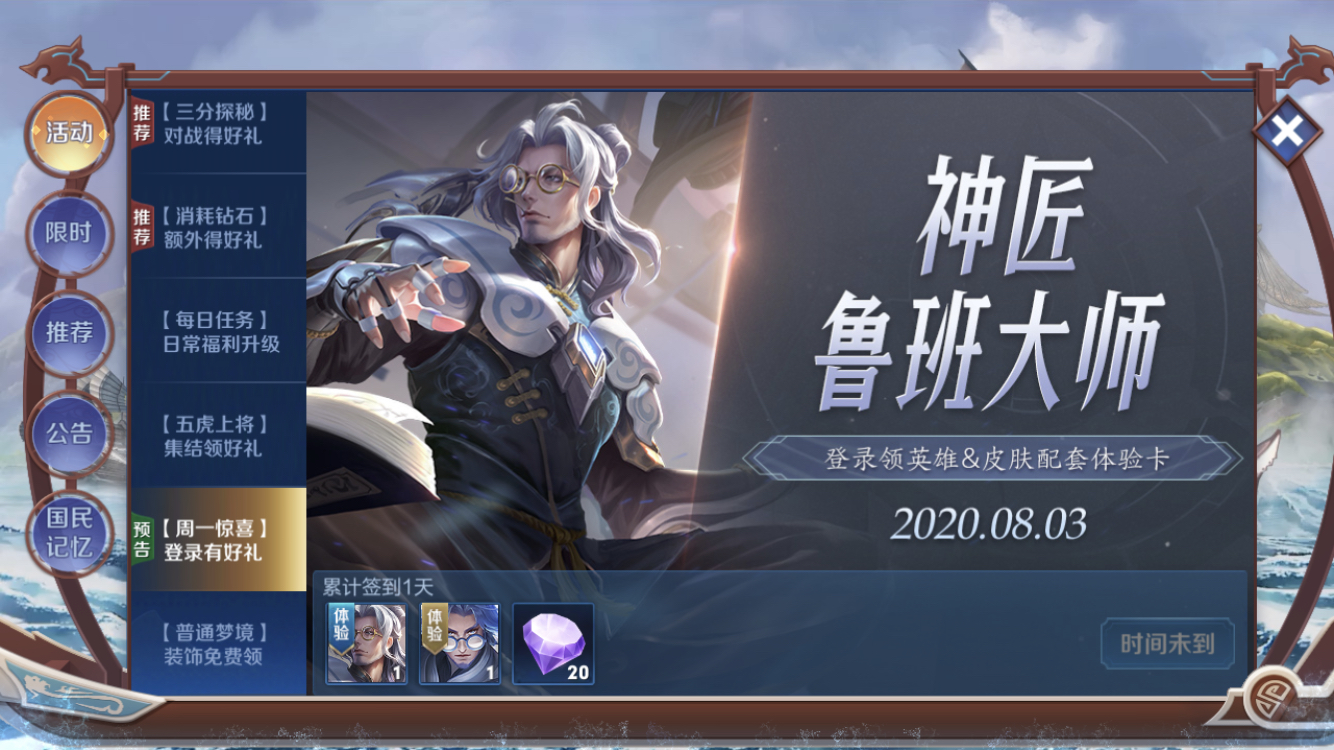 活动
限时
推荐
公告
国民
记忆
推荐
【三分探秘】
对战得好礼
推荐
【消耗钻石】
额外得好礼
【每日任务】
日常福利升级
【五虎上将】
集结领好礼
预告
【周一惊喜】
登录有好礼
【普通梦境】
装饰免费领
神匠
鲁班大师
登录领英雄&皮肤配套体验卡
2020.08.03
累计签到1天
体验
1
体验
1
20
时间未到